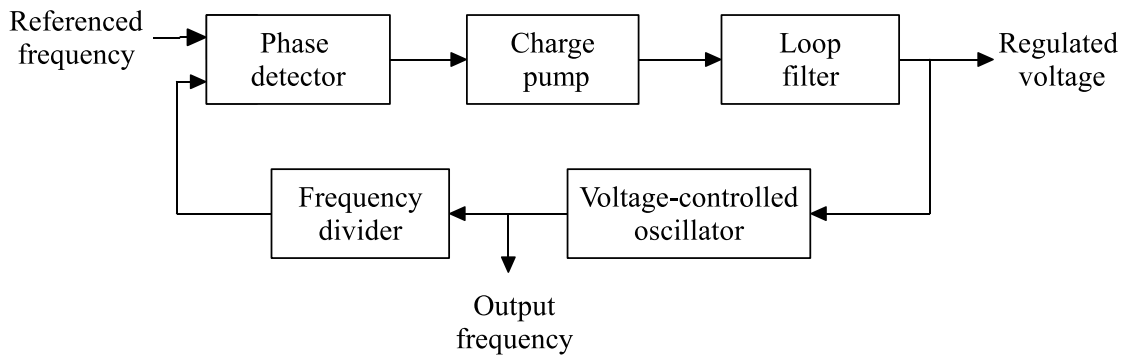 Referenced
frequency
Phase
detector
Charge
pump
Loop
filter
Regulated
voltage
Frequency
divider
Voltage-controlled
oscillator
Output
frequency